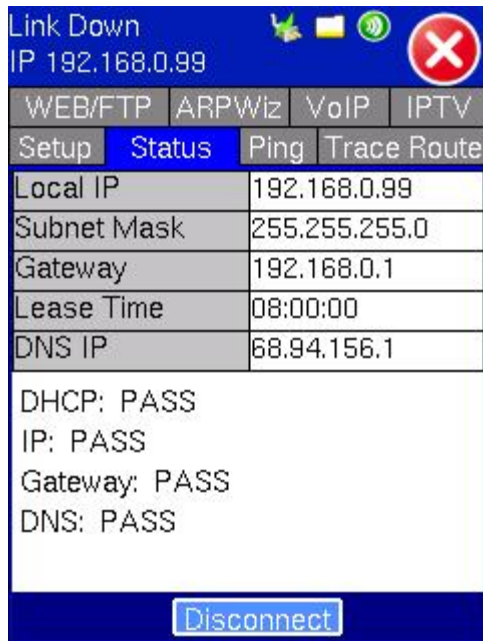 Link Down
IP 192.168.0.99
WEB/FTP ARPWiz VoIP IPTV
Setup Status Ping Trace Route
Local IP 192.168.0.99
Subnet Mask 255.255.255.0
Gateway 192.168.0.1
Lease Time 08:00:00
DNS IP 68.94.156.1
DHCP: PASS
IP: PASS
Gateway: PASS
DNS: PASS
Disconnect